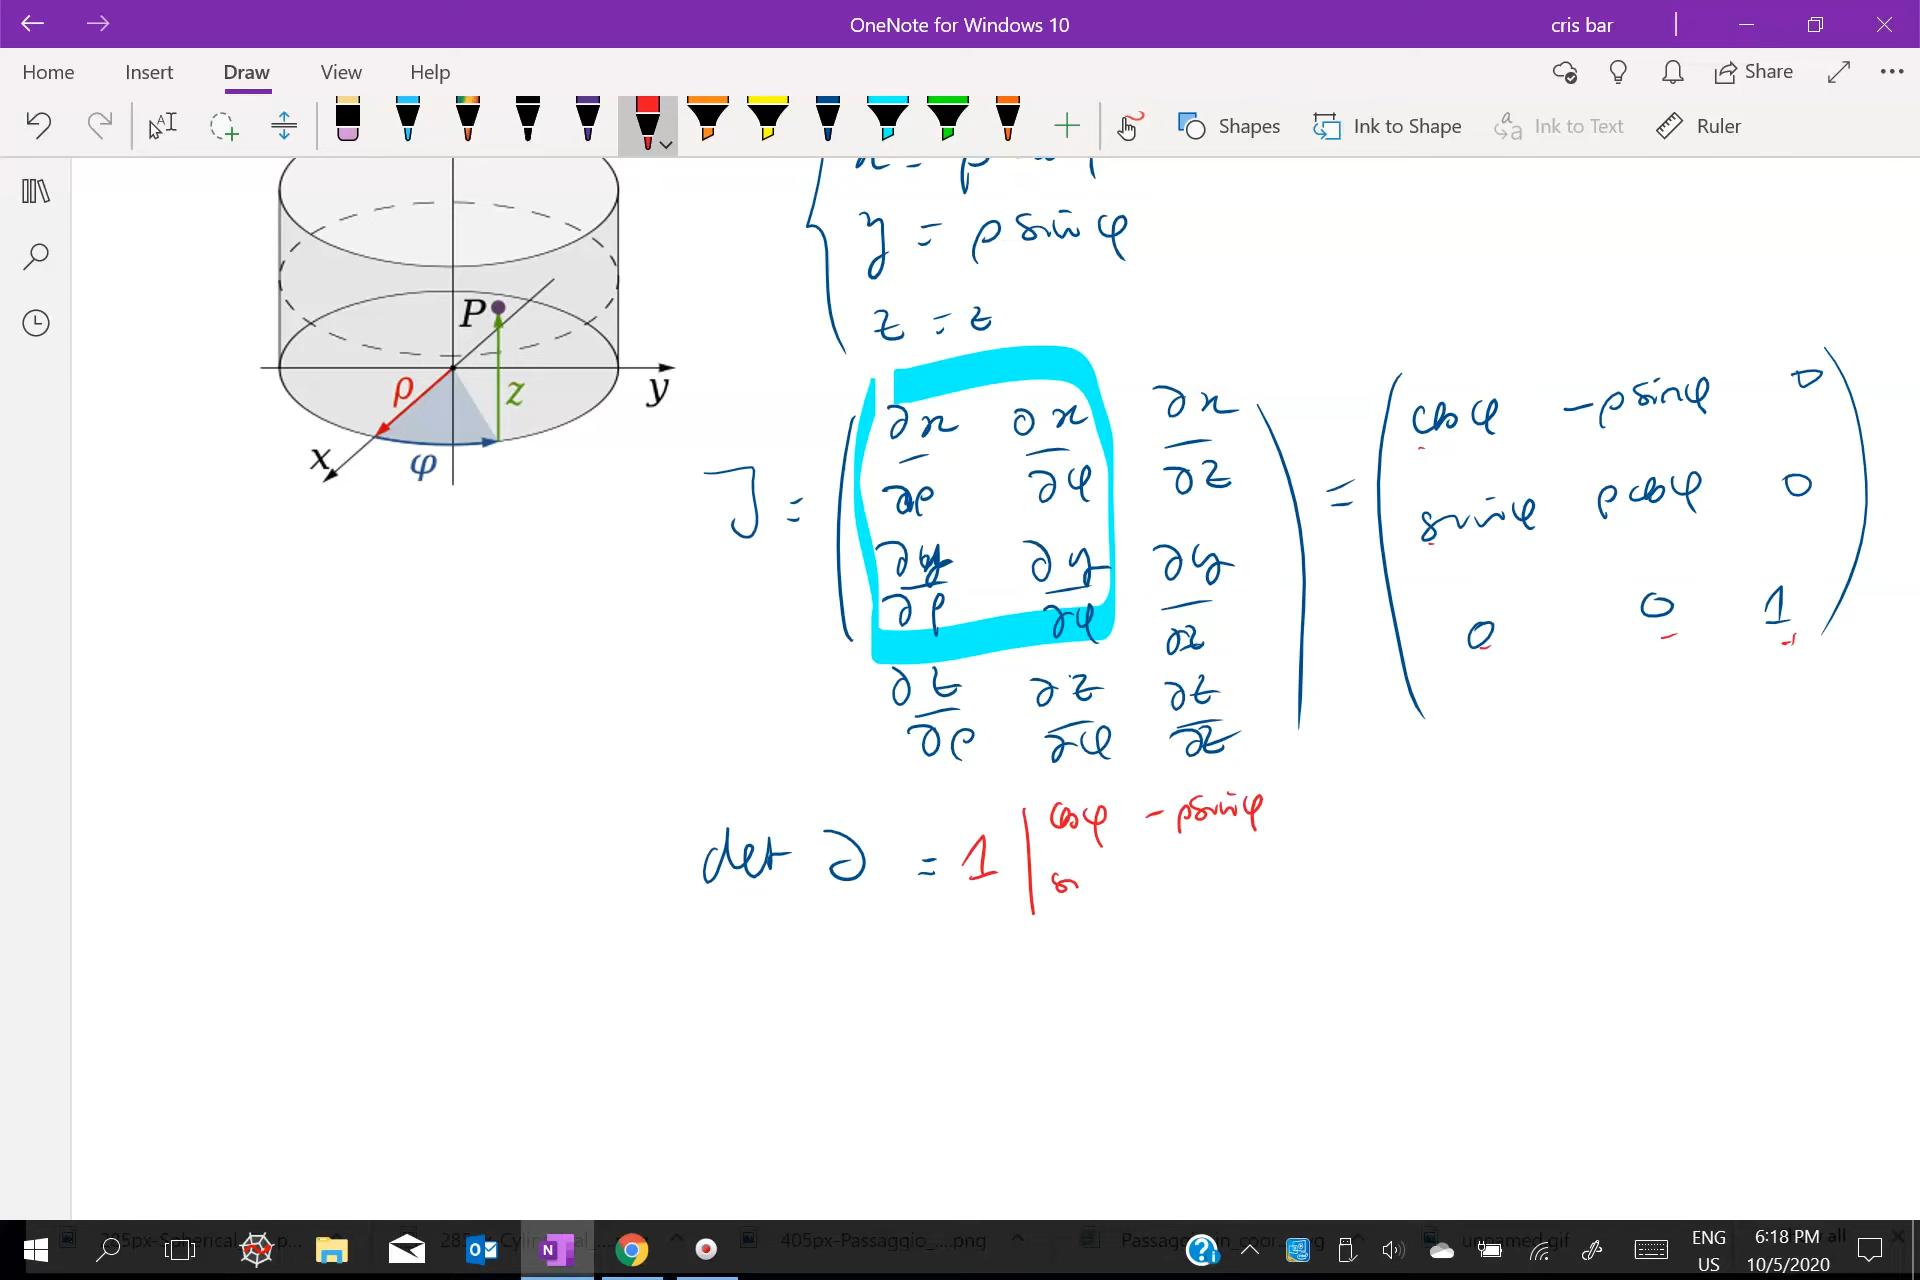 OneNote for Windows 10
cris bar
Home Insert Draw View Help
Share
Shapes Ink to Shape Ink to Text Ruler
y = ρ sin φ
z = z
P
ρ
z
y
x
φ
J = ( ∂x/∂ρ ∂x/∂φ ∂x/∂z
∂y/∂ρ ∂y/∂φ ∂y/∂z
∂z/∂ρ ∂z/∂φ ∂z/∂z )
= ( cos φ -ρ sin φ 0
sin φ ρ cos φ 0
0 0 1 )
det J = 1 | cos φ -ρ sin φ
s
405px-Passaggio_....png
unnamed.gif
ENG
US
6:18 PM
10/5/2020